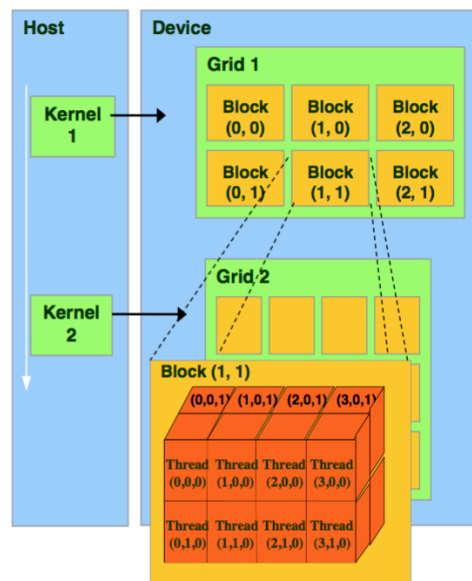 Host
Device
Grid 1
Kernel
1
Block
(0, 0)
Block
(1, 0)
Block
(2, 0)
Block
(0, 1)
Block
(1, 1)
Block
(2, 1)
Grid 2
Kernel
2
Block (1, 1)
(0,0,1) (1,0,1) (2,0,1) (3,0,1)
Thread
(0,0,0)
Thread
(1,0,0)
Thread
(2,0,0)
Thread
(3,0,0)
Thread
(0,1,0)
Thread
(1,1,0)
Thread
(2,1,0)
Thread
(3,1,0)